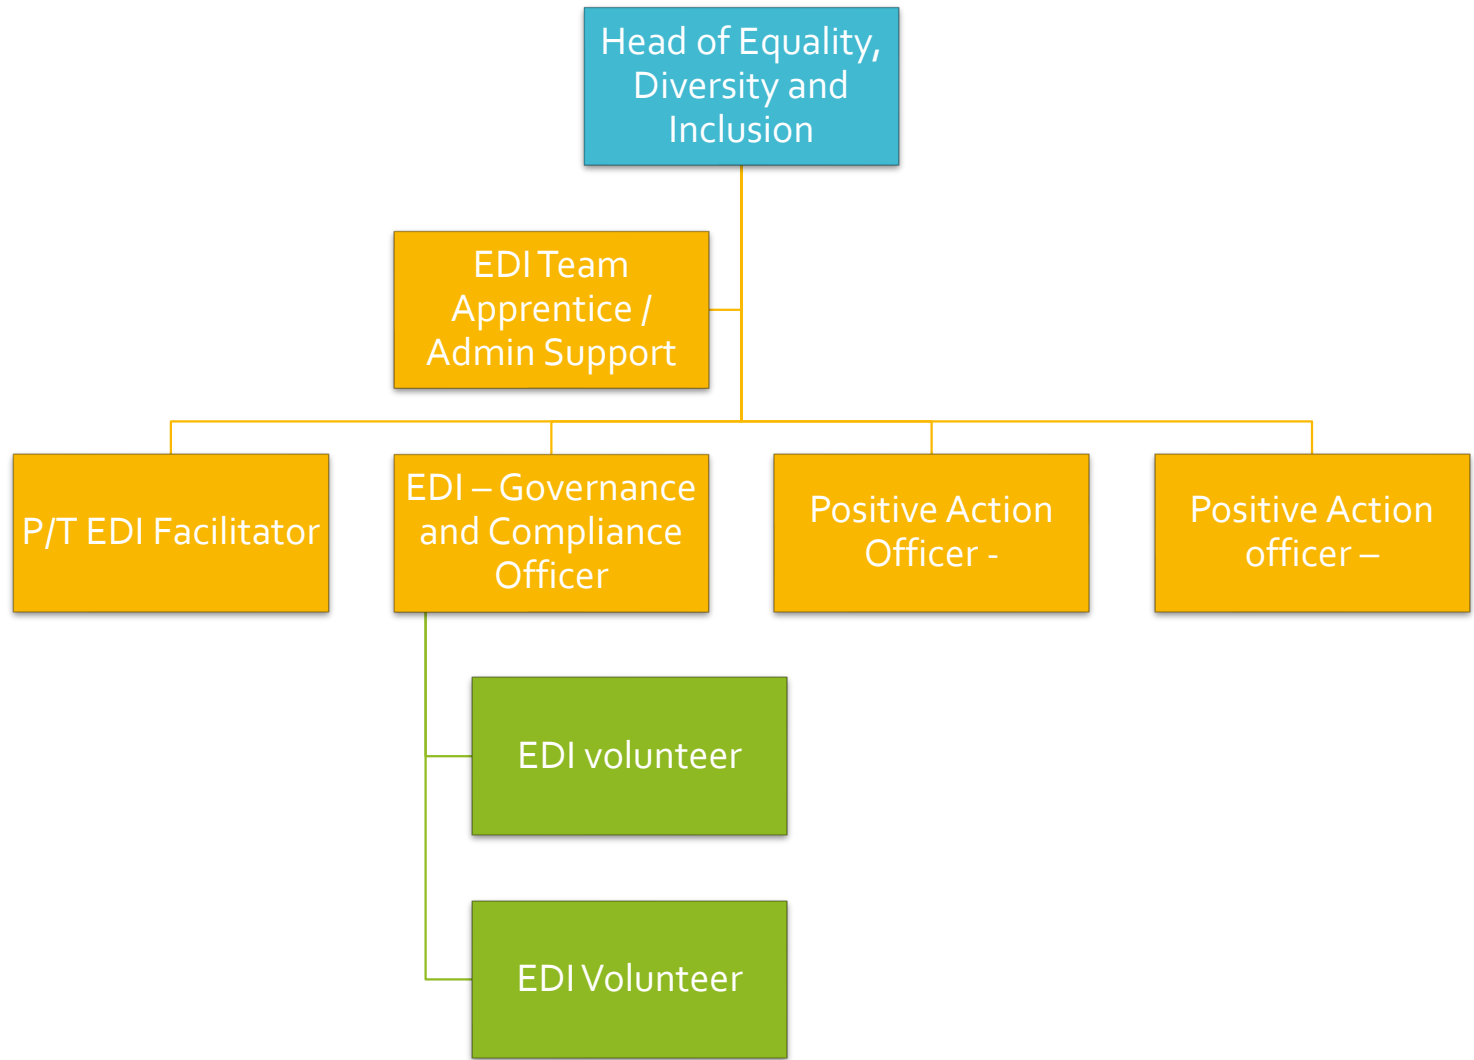 Head of Equality,
Diversity and
Inclusion
EDI Team
Apprentice /
Admin Support
P/T EDI Facilitator
EDI – Governance
and Compliance
Officer
Positive Action
Officer -
Positive Action
officer –
EDI volunteer
EDI Volunteer